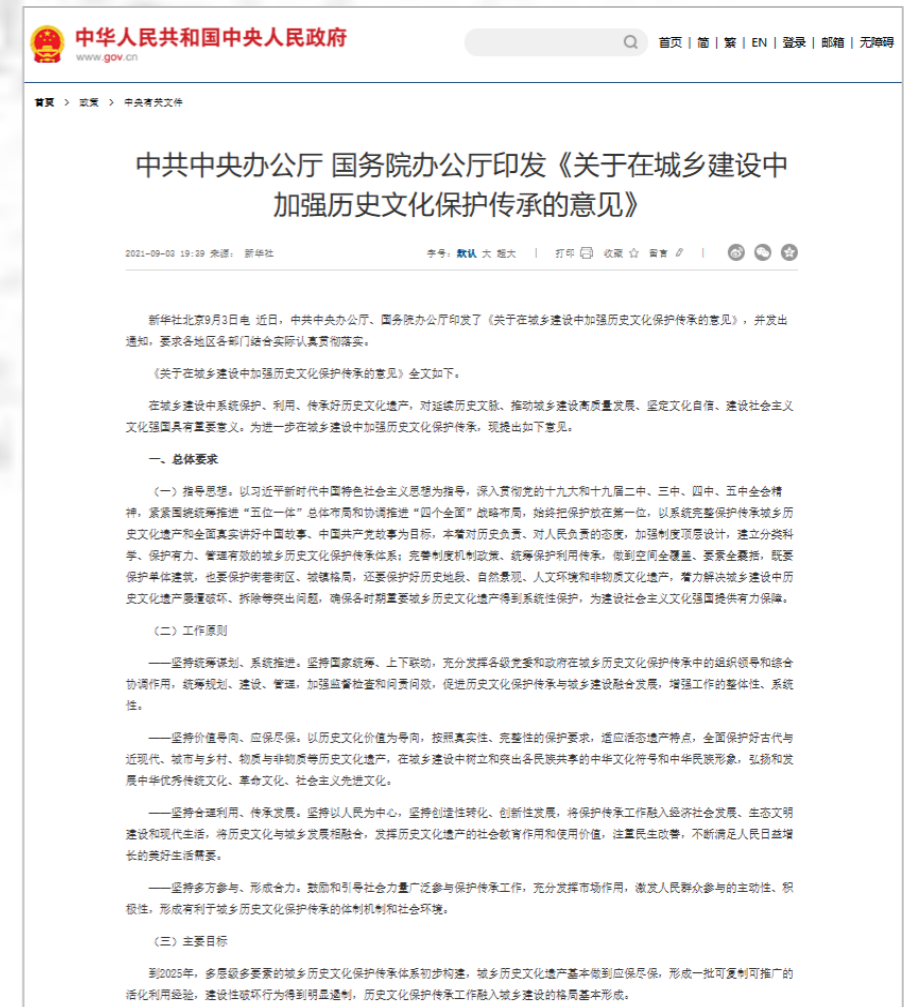 中华人民共和国中央人民政府
www.gov.cn
首页 | 简 | 繁 | EN | 登录 | 邮箱 | 无障碍
首页 > 政策 > 中央有关文件
中共中央办公厅 国务院办公厅印发《关于在城乡建设中
加强历史文化保护传承的意见》
2021-09-03 19:39 来源: 新华社
字号: 默认 大 超大 | 打印 收藏 留言 |
新华社北京9月3日电 近日,中共中央办公厅、国务院办公厅印发了《关于在城乡建设中加强历史文化保护传承的意见》,并发出
通知,要求各地区各部门结合实际认真贯彻落实。
《关于在城乡建设中加强历史文化保护传承的意见》全文如下。
在城乡建设中系统保护、利用、传承好历史文化遗产,对延续历史文脉、推动城乡建设高质量发展、坚定文化自信、建设社会主义
文化强国具有重要意义。为进一步在城乡建设中加强历史文化保护传承,现提出如下意见。
一、总体要求
(一)指导思想。以习近平新时代中国特色社会主义思想为指导,深入贯彻党的十九大和十九届二中、三中、四中、五中全会精
神,紧紧围绕统筹推进“五位一体”总体布局和协调推进“四个全面”战略布局,始终把保护放在第一位,以系统完整保护传承城乡历
史文化遗产和全面真实讲好中国故事、中国共产党故事为目标,本着对历史负责、对人民负责的态度,加强制度顶层设计,建立分类科
学、保护有力、管理有效的城乡历史文化保护传承体系;完善制度机制政策、统筹保护利用传承,做到空间全覆盖、要素全囊括,既要
保护单体建筑,也要保护街巷街区、城镇格局,还要保护好历史地段、自然景观、人文环境和非物质文化遗产,着力解决城乡建设中历
史文化遗产屡遭破坏、拆除等突出问题,确保各时期重要城乡历史文化遗产得到系统性保护,为建设社会主义文化强国提供有力保障。
(二)工作原则
——坚持统筹谋划、系统推进。坚持国家统筹、上下联动,充分发挥各级党委和政府在城乡历史文化保护传承中的组织领导和综合
协调作用,统筹规划、建设、管理,加强监督检查和问责问效,促进历史文化保护传承与城乡建设融合发展,增强工作的整体性、系统
性。
——坚持价值导向、应保尽保。以历史文化价值为导向,按照真实性、完整性的保护要求,适应活态遗产特点,全面保护好古代与
近现代、城市与乡村、物质与非物质等历史文化遗产,在城乡建设中树立和突出各民族共享的中华文化符号和中华民族形象,弘扬和发
展中华优秀传统文化、革命文化、社会主义先进文化。
——坚持合理利用、传承发展。坚持以人民为中心,坚持创造性转化、创新性发展,将保护传承工作融入经济社会发展、生态文明
建设和现代生活,将历史文化与城乡发展相融合,发挥历史文化遗产的社会教育作用和使用价值,注重民生改善,不断满足人民日益增
长的美好生活需要。
——坚持多方参与、形成合力。鼓励和引导社会力量广泛参与保护传承工作,充分发挥市场作用,激发人民群众参与的主动性、积
极性,形成有利于城乡历史文化保护传承的体制机制和社会环境。
(三)主要目标
到2025年,多层级多要素的城乡历史文化保护传承体系初步构建,城乡历史文化遗产基本做到应保尽保,形成一批可复制可推广的
活化利用经验,建设性破坏行为得到明显遏制,历史文化保护传承工作融入城乡建设的格局基本形成。